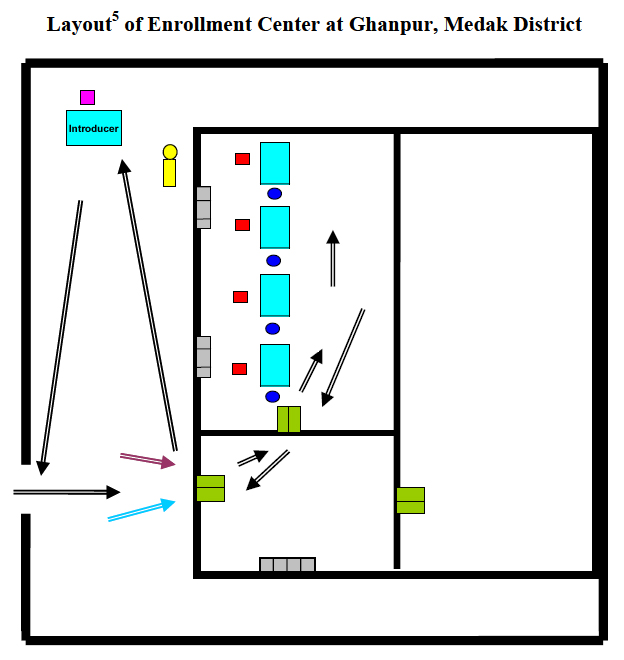 Layout5 of Enrollment Center at Ghanpur, Medak District
Introducer